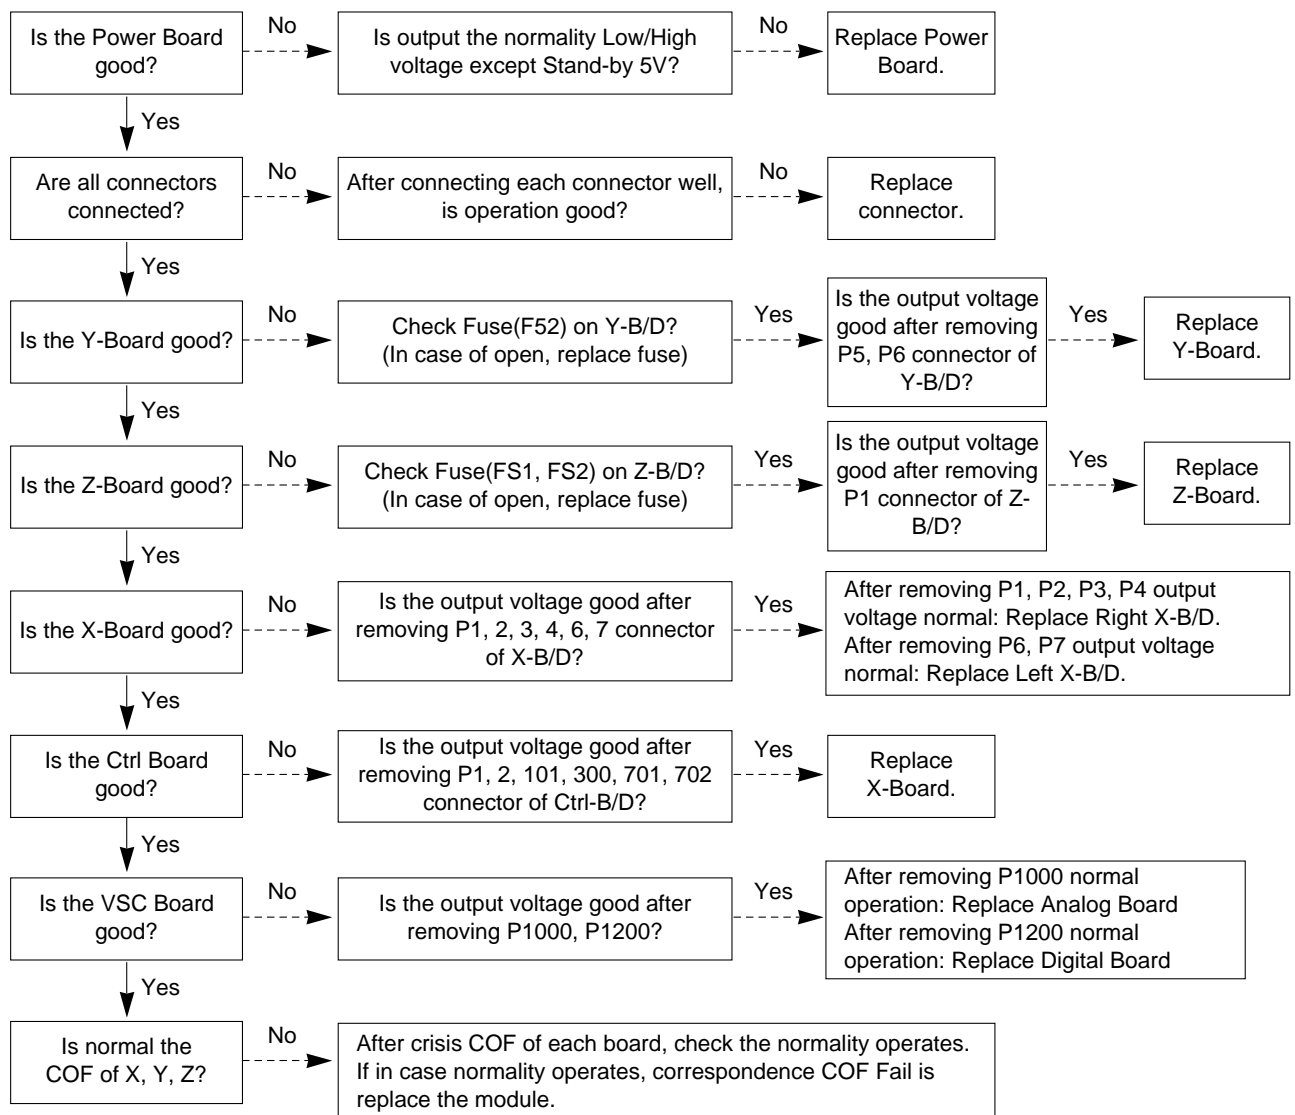 Is the Power Board
good?
No
Is output the normality Low/High
voltage except Stand-by 5V?
No
Replace Power
Board.
Yes
Are all connectors
connected?
No
After connecting each connector well,
is operation good?
No
Replace
connector.
Yes
Is the Y-Board good?
No
Check Fuse(F52) on Y-B/D?
(In case of open, replace fuse)
Yes
Is the output voltage
good after removing
P5, P6 connector of
Y-B/D?
Yes
Replace
Y-Board.
Yes
Is the Z-Board good?
No
Check Fuse(FS1, FS2) on Z-B/D?
(In case of open, replace fuse)
Yes
Is the output voltage
good after removing
P1 connector of Z-
B/D?
Yes
Replace
Z-Board.
Yes
Is the X-Board good?
No
Is the output voltage good after
removing P1, 2, 3, 4, 6, 7 connector
of X-B/D?
Yes
After removing P1, P2, P3, P4 output
voltage normal: Replace Right X-B/D.
After removing P6, P7 output voltage
normal: Replace Left X-B/D.
Yes
Is the Ctrl Board
good?
No
Is the output voltage good after
removing P1, 2, 101, 300, 701, 702
connector of Ctrl-B/D?
Yes
Replace
X-Board.
Yes
Is the VSC Board
good?
No
Is the output voltage good after
removing P1000, P1200?
Yes
After removing P1000 normal
operation: Replace Analog Board
After removing P1200 normal
operation: Replace Digital Board
Yes
Is normal the
COF of X, Y, Z?
No
After crisis COF of each board, check the normality operates.
If in case normality operates, correspondence COF Fail is
replace the module.